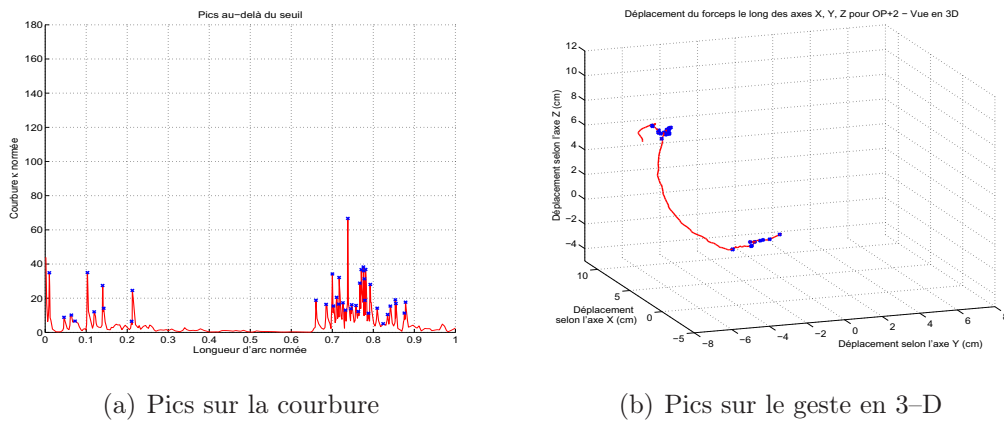 Pics au−delà du seuil
180
160
140
120
100
80
60
40
20
0
Courbure κ normée
0 0.1 0.2 0.3 0.4 0.5 0.6 0.7 0.8 0.9 1
Longueur d'arc normée
(a) Pics sur la courbure
Déplacement du forceps le long des axes X, Y, Z pour OP+2 − Vue en 3D
12
10
8
6
4
2
0
−2
−4
Déplacement selon l'axe Z (cm)
10
5
0
−5
Déplacement
selon l'axe X (cm)
−8 −6 −4 −2 0 2 4 6 8
Déplacement selon l'axe Y (cm)
(b) Pics sur le geste en 3–D